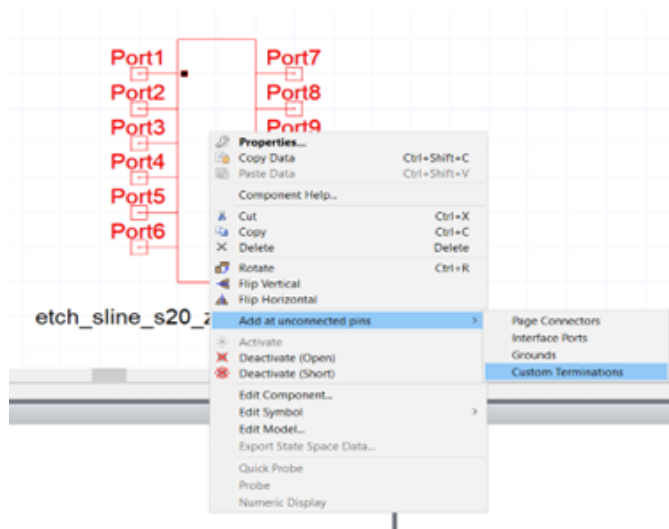 Port1
Port7
Port2
Port8
Port3
Port9
Port4
Port5
Port6
etch_sline_s20_z
Properties...
Copy Data Ctrl+Shift+C
Paste Data Ctrl+Shift+V
Component Help...
Cut Ctrl+X
Copy Ctrl+C
Delete Delete
Rotate Ctrl+R
Flip Vertical
Flip Horizontal
Add at unconnected pins
Activate
Deactivate (Open)
Deactivate (Short)
Edit Component...
Edit Symbol
Edit Model...
Export State Space Data...
Quick Probe
Probe
Numeric Display
Page Connectors
Interface Ports
Grounds
Custom Terminations